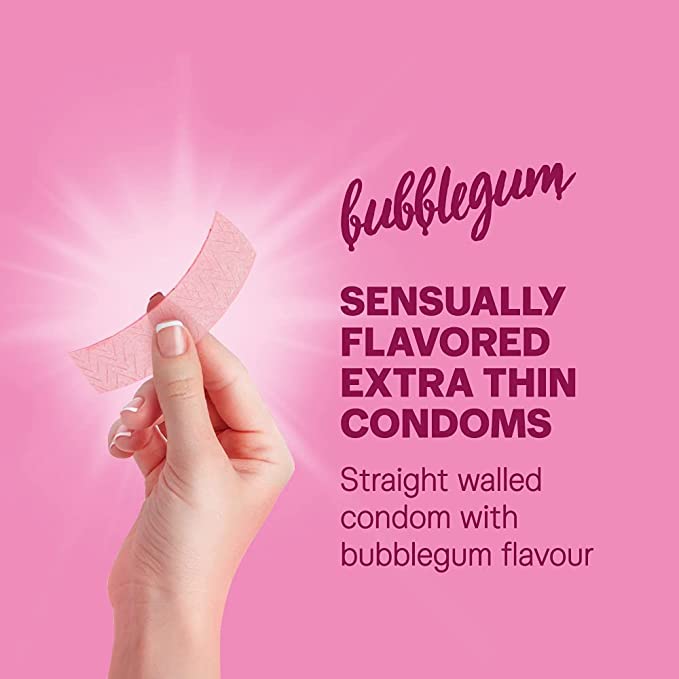 bubblegum
SENSUALLY
FLAVORED
EXTRA THIN
CONDOMS
Straight walled
condom with
bubblegum flavour